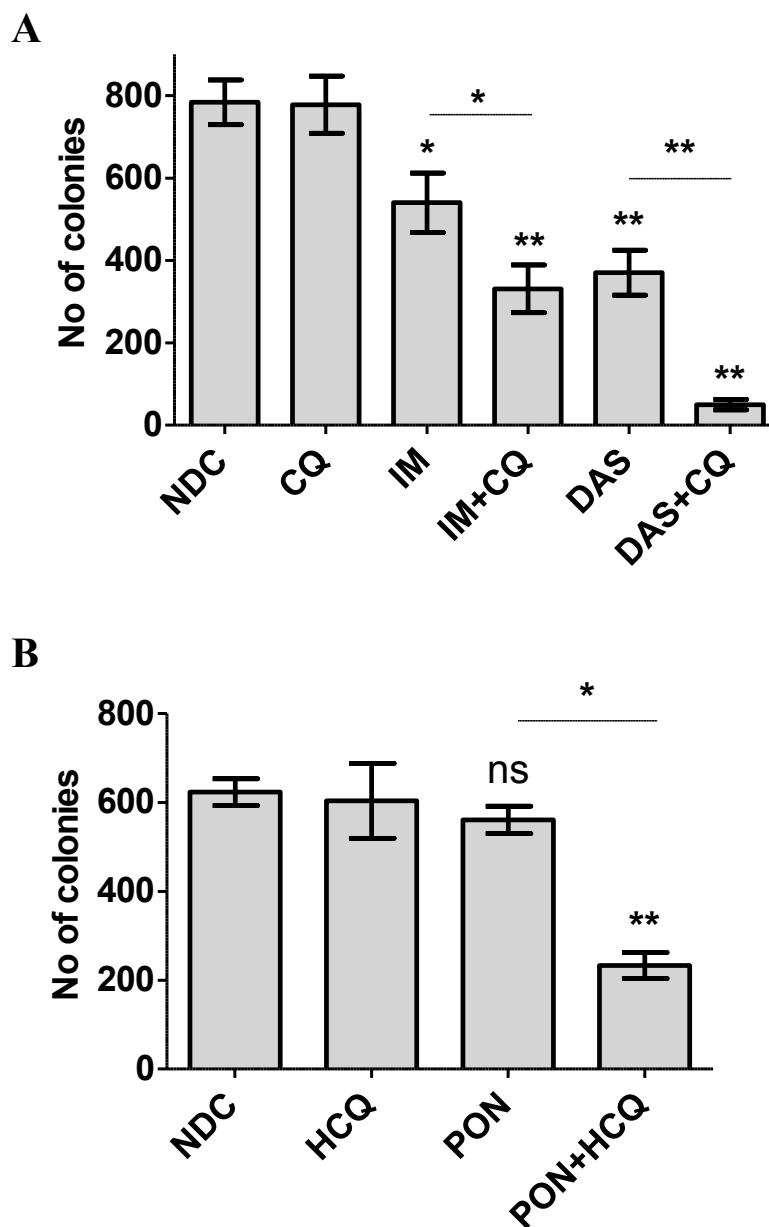 A
No of colonies
800
600
400
200
0
*
*
**
**
**
**
NDC
CQ
IM
IM+CQ
DAS
DAS+CQ
B
No of colonies
800
600
400
200
0
*
ns
**
NDC
HCQ
PON
PON+HCQ